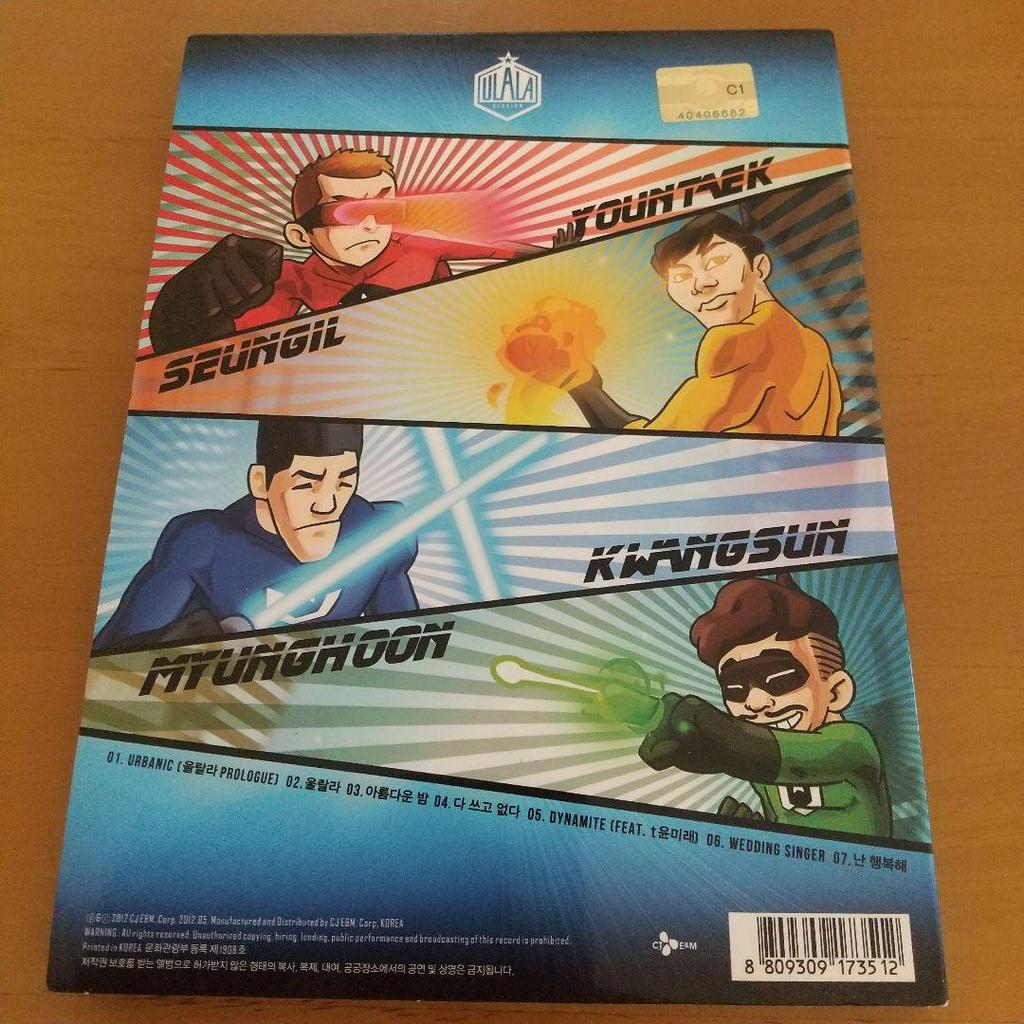 ULALA
SESSION
C1
40408682
YOUNTAEK
SEUNGIL
KWANGSUN
MYUNGHOON
01. URBANIC (울랄라 PROLOGUE) 02. 울랄라 03. 아름다운 밤 04. 다 쓰고 없다 05. DYNAMITE (FEAT. t윤미래) 06. WEDDING SINGER 07. 난 행복해
℗&© 2012 CJ E&M. Corp. 2012.05. Manufactured and Distributed by CJ E&M. Corp. KOREA
WARNING: All rights reserved. Unauthorized copying, hiring, lending, public performance and broadcasting of this record is prohibited.
Printed in KOREA. 문화관광부 등록 제1908호
저작권 보호를 받는 앨범으로 허가받지 않은 형태의 복사, 복제, 대여, 공공장소에서의 공연 및 상영은 금지됩니다.
CJ E&M
8 809309 173512